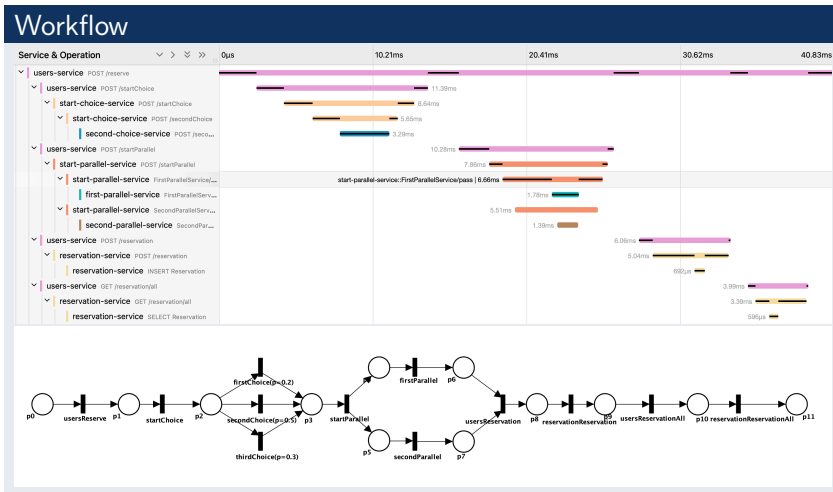 Workflow
Service & Operation 0μs 10.21ms 20.41ms 30.62ms 40.83ms
users-service POST /reserve
users-service POST /startChoice 11.39ms
start-choice-service POST /startChoice 8.64ms
start-choice-service POST /secondChoice 5.65ms
second-choice-service POST /seco... 3.29ms
users-service POST /startParallel 10.28ms
start-parallel-service POST /startParallel 7.86ms
start-parallel-service FirstParallelService/... start-parallel-service::FirstParallelService/pass | 6.66ms
first-parallel-service FirstParallelServ... 1.78ms
start-parallel-service SecondParallelServ... 5.51ms
second-parallel-service SecondPar... 1.39ms
users-service POST /reservation 6.06ms
reservation-service POST /reservation 5.04ms
reservation-service INSERT Reservation 692μs
users-service GET /reservation/all 3.99ms
reservation-service GET /reservation/all 3.39ms
reservation-service SELECT Reservation 596μs
firstChoice(p=0.2) firstParallel p6
p0 usersReserve p1 startChoice p2 secondChoice(p=0.5) p3 startParallel usersReservation p8 reservationReservation p9 usersReservationAll p10 reservationReservationAll p11
thirdChoice(p=0.3) p5 secondParallel p7